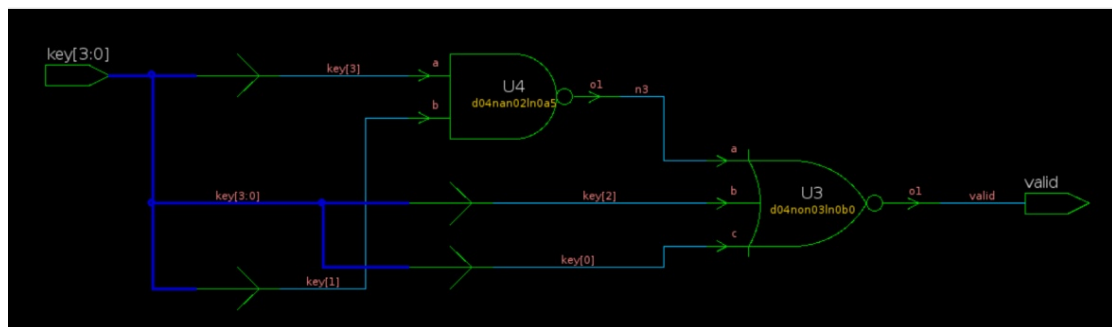 key[3:0]
key[3]
a
U4
d04nan02ln0a5
o1
n3
b
a
key[3:0]
key[2]
b
U3
d04non03ln0b0
o1
valid
valid
c
key[0]
key[1]